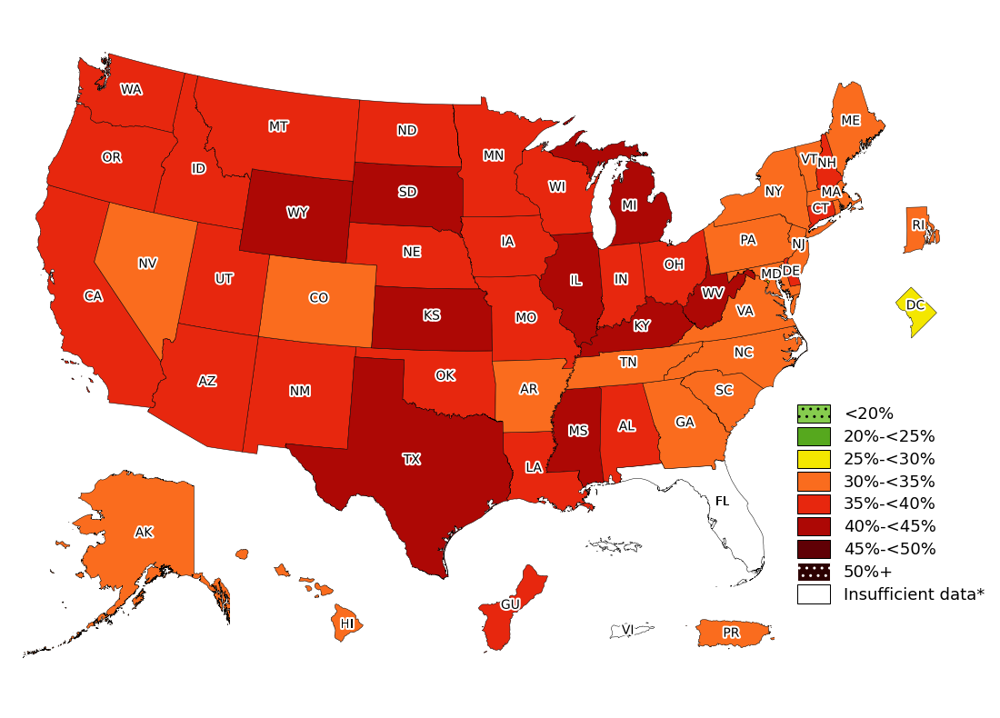 WA
MT
ND
MN
ME
OR
ID
VT
NH
WI
SD
NY
MA
WY
MI
CT
RI
IA
PA
NE
NJ
NV
OH
MD
DE
UT
IL
IN
CO
WV
DC
CA
VA
KS
MO
KY
NC
TN
OK
AZ
NM
AR
SC
GA
MS
AL
<20%
20%-<25%
TX
25%-<30%
LA
30%-<35%
FL
35%-<40%
AK
40%-<45%
45%-<50%
50%+
Insufficient data*
GU
HI
VI
PR